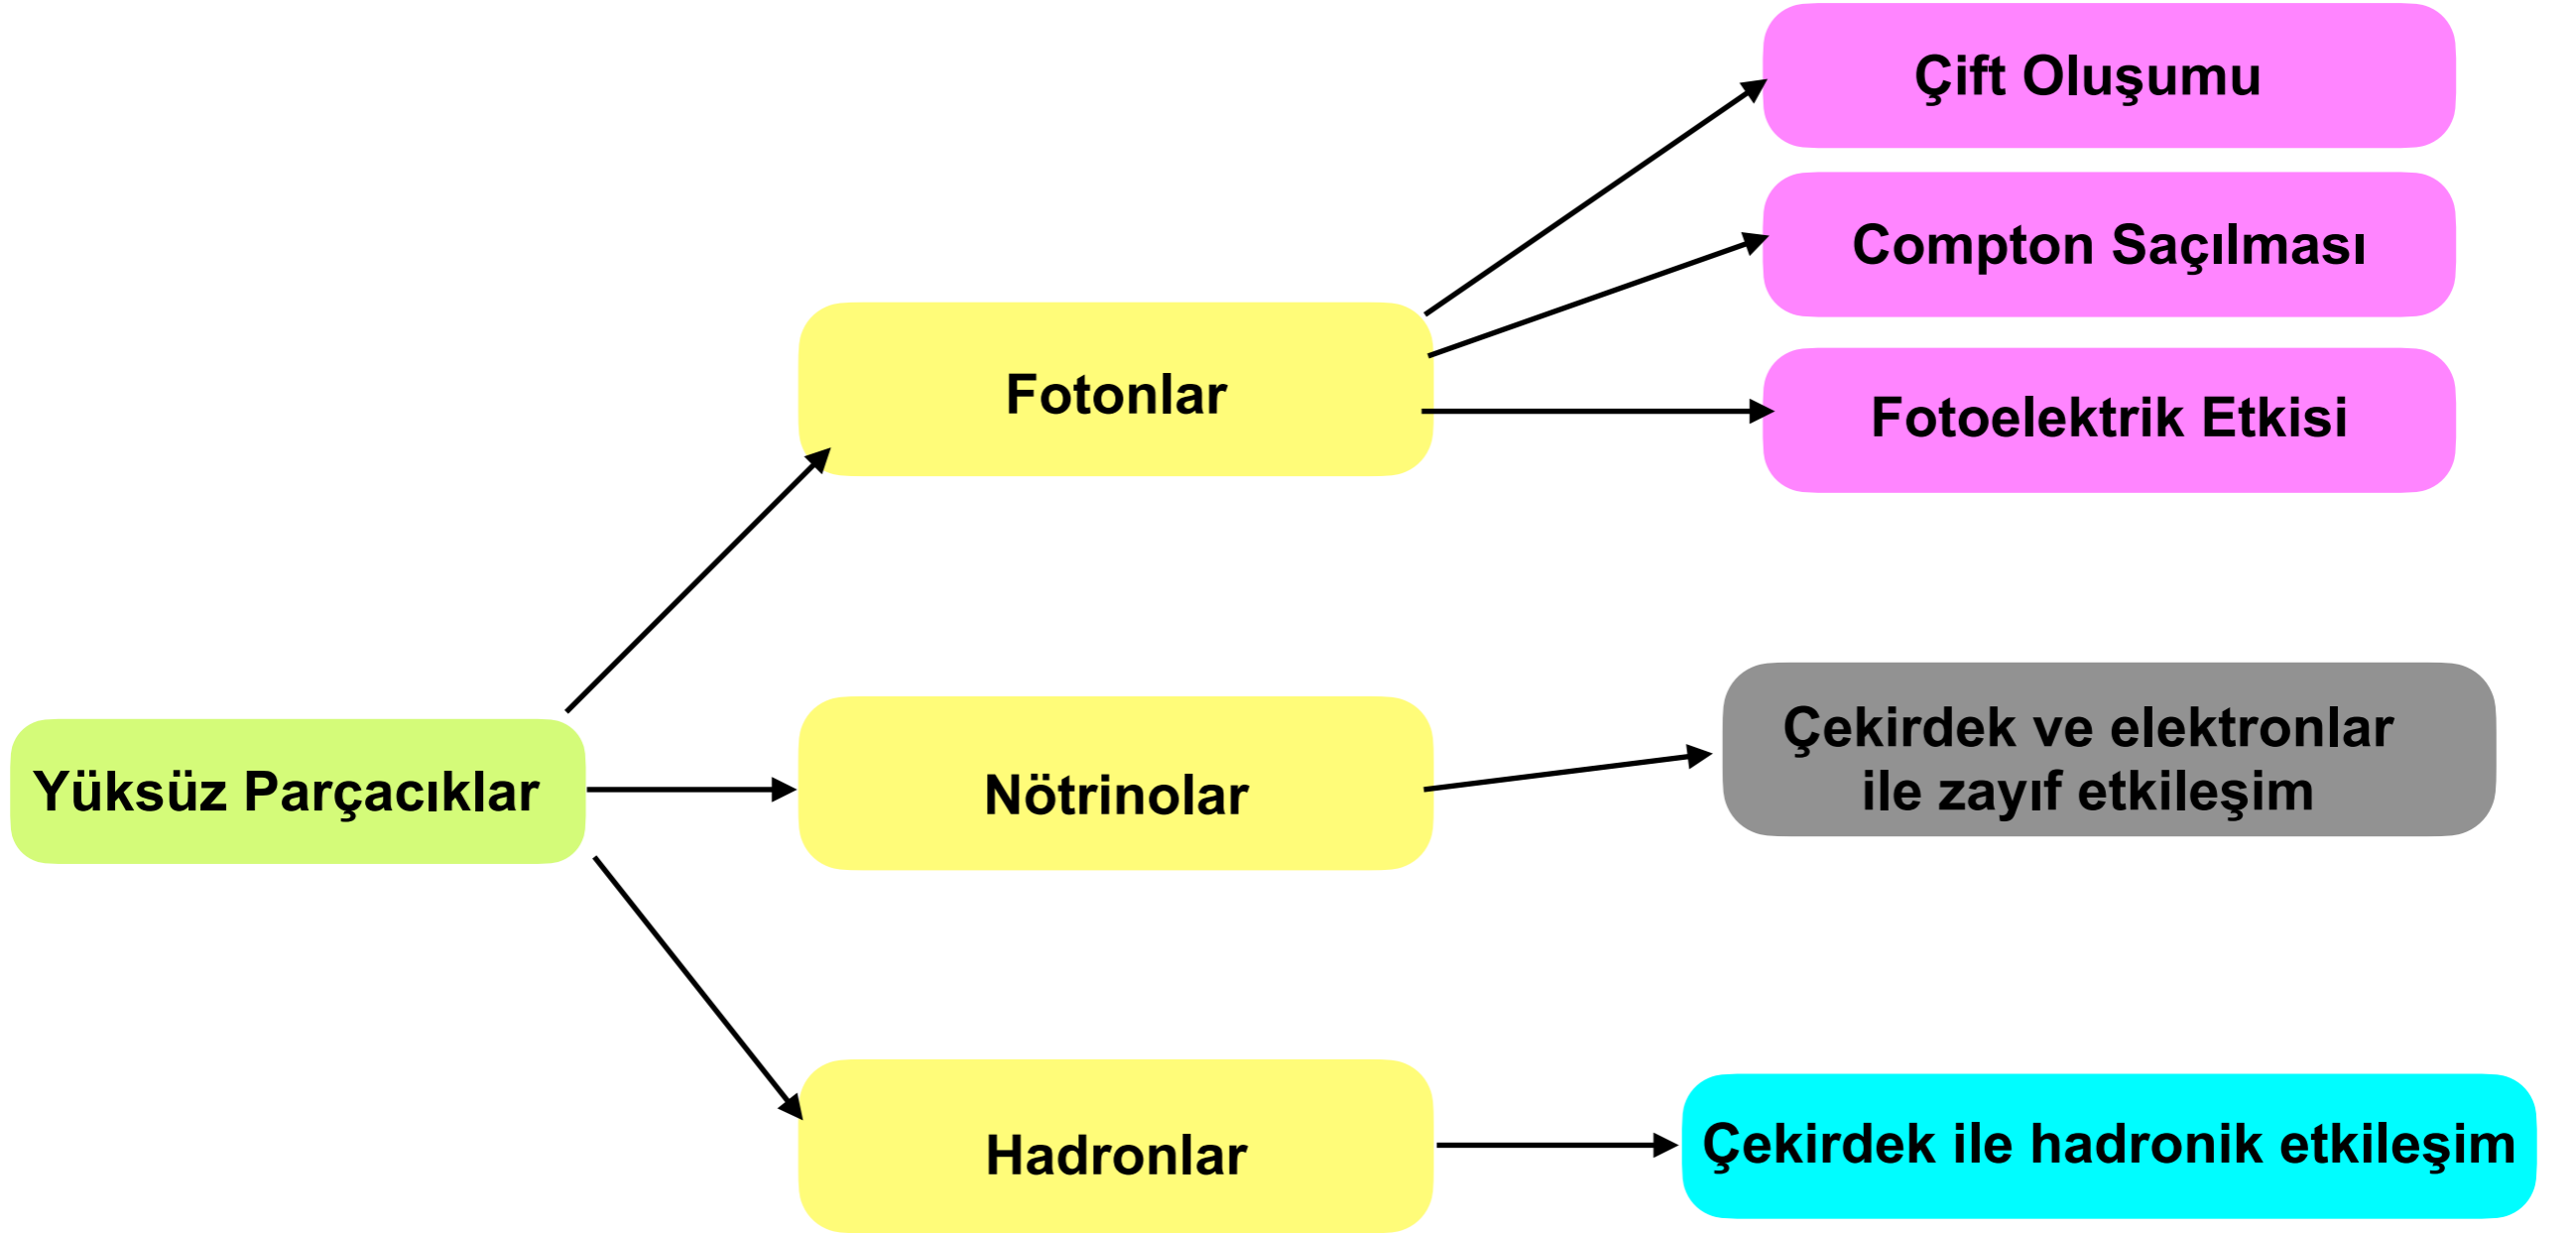 Çift Oluşumu
Compton Saçılması
Fotonlar
Fotoelektrik Etkisi
Yüksüz Parçacıklar
Nötrinolar
Çekirdek ve elektronlar
ile zayıf etkileşim
Hadronlar
Çekirdek ile hadronik etkileşim